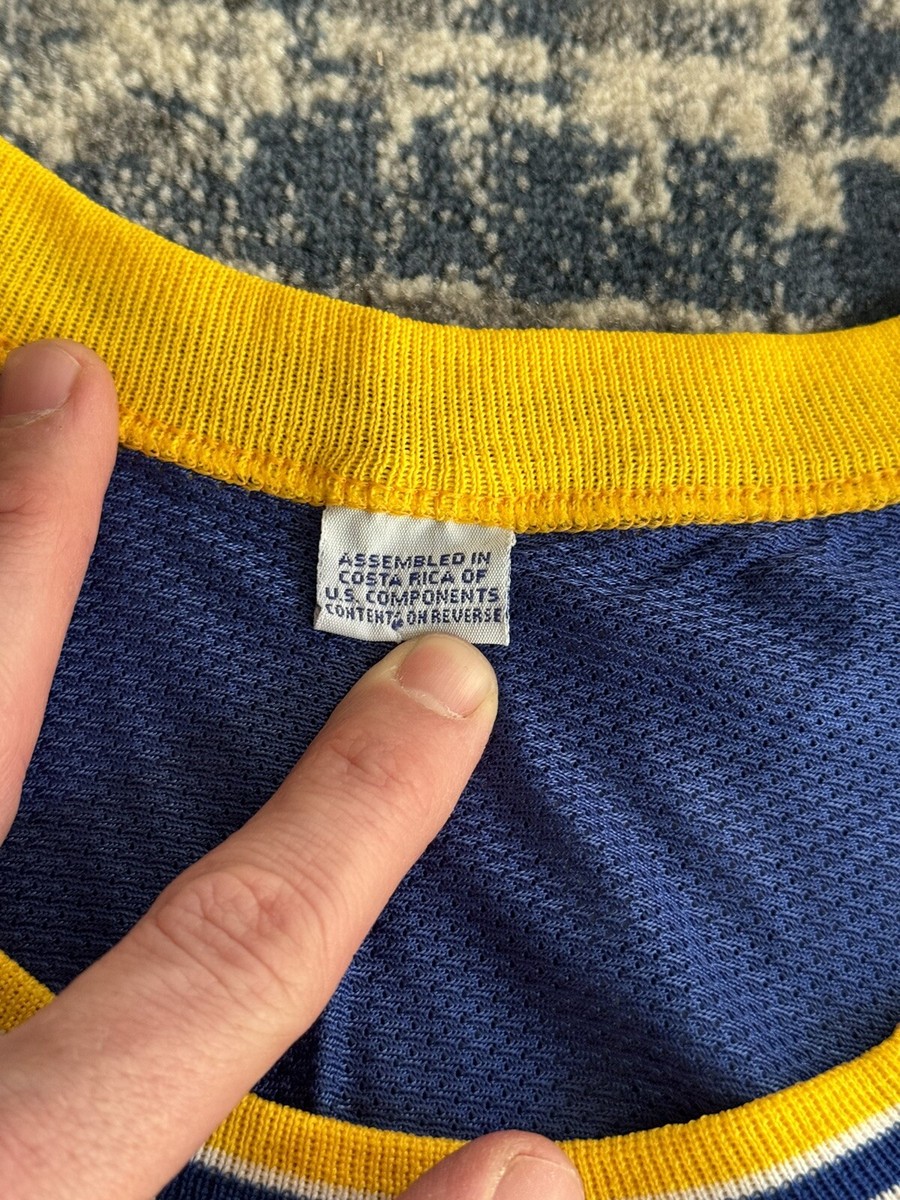 ASSEMBLED IN
COSTA RICA OF
U.S. COMPONENTS
CONTENTS ON REVERSE